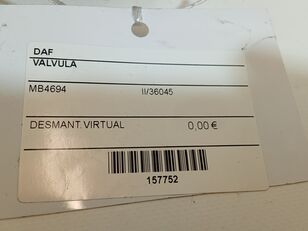 DAF
VALVULA
MB4694 II/36045
DESMANT.VIRTUAL 0,00 €
157752